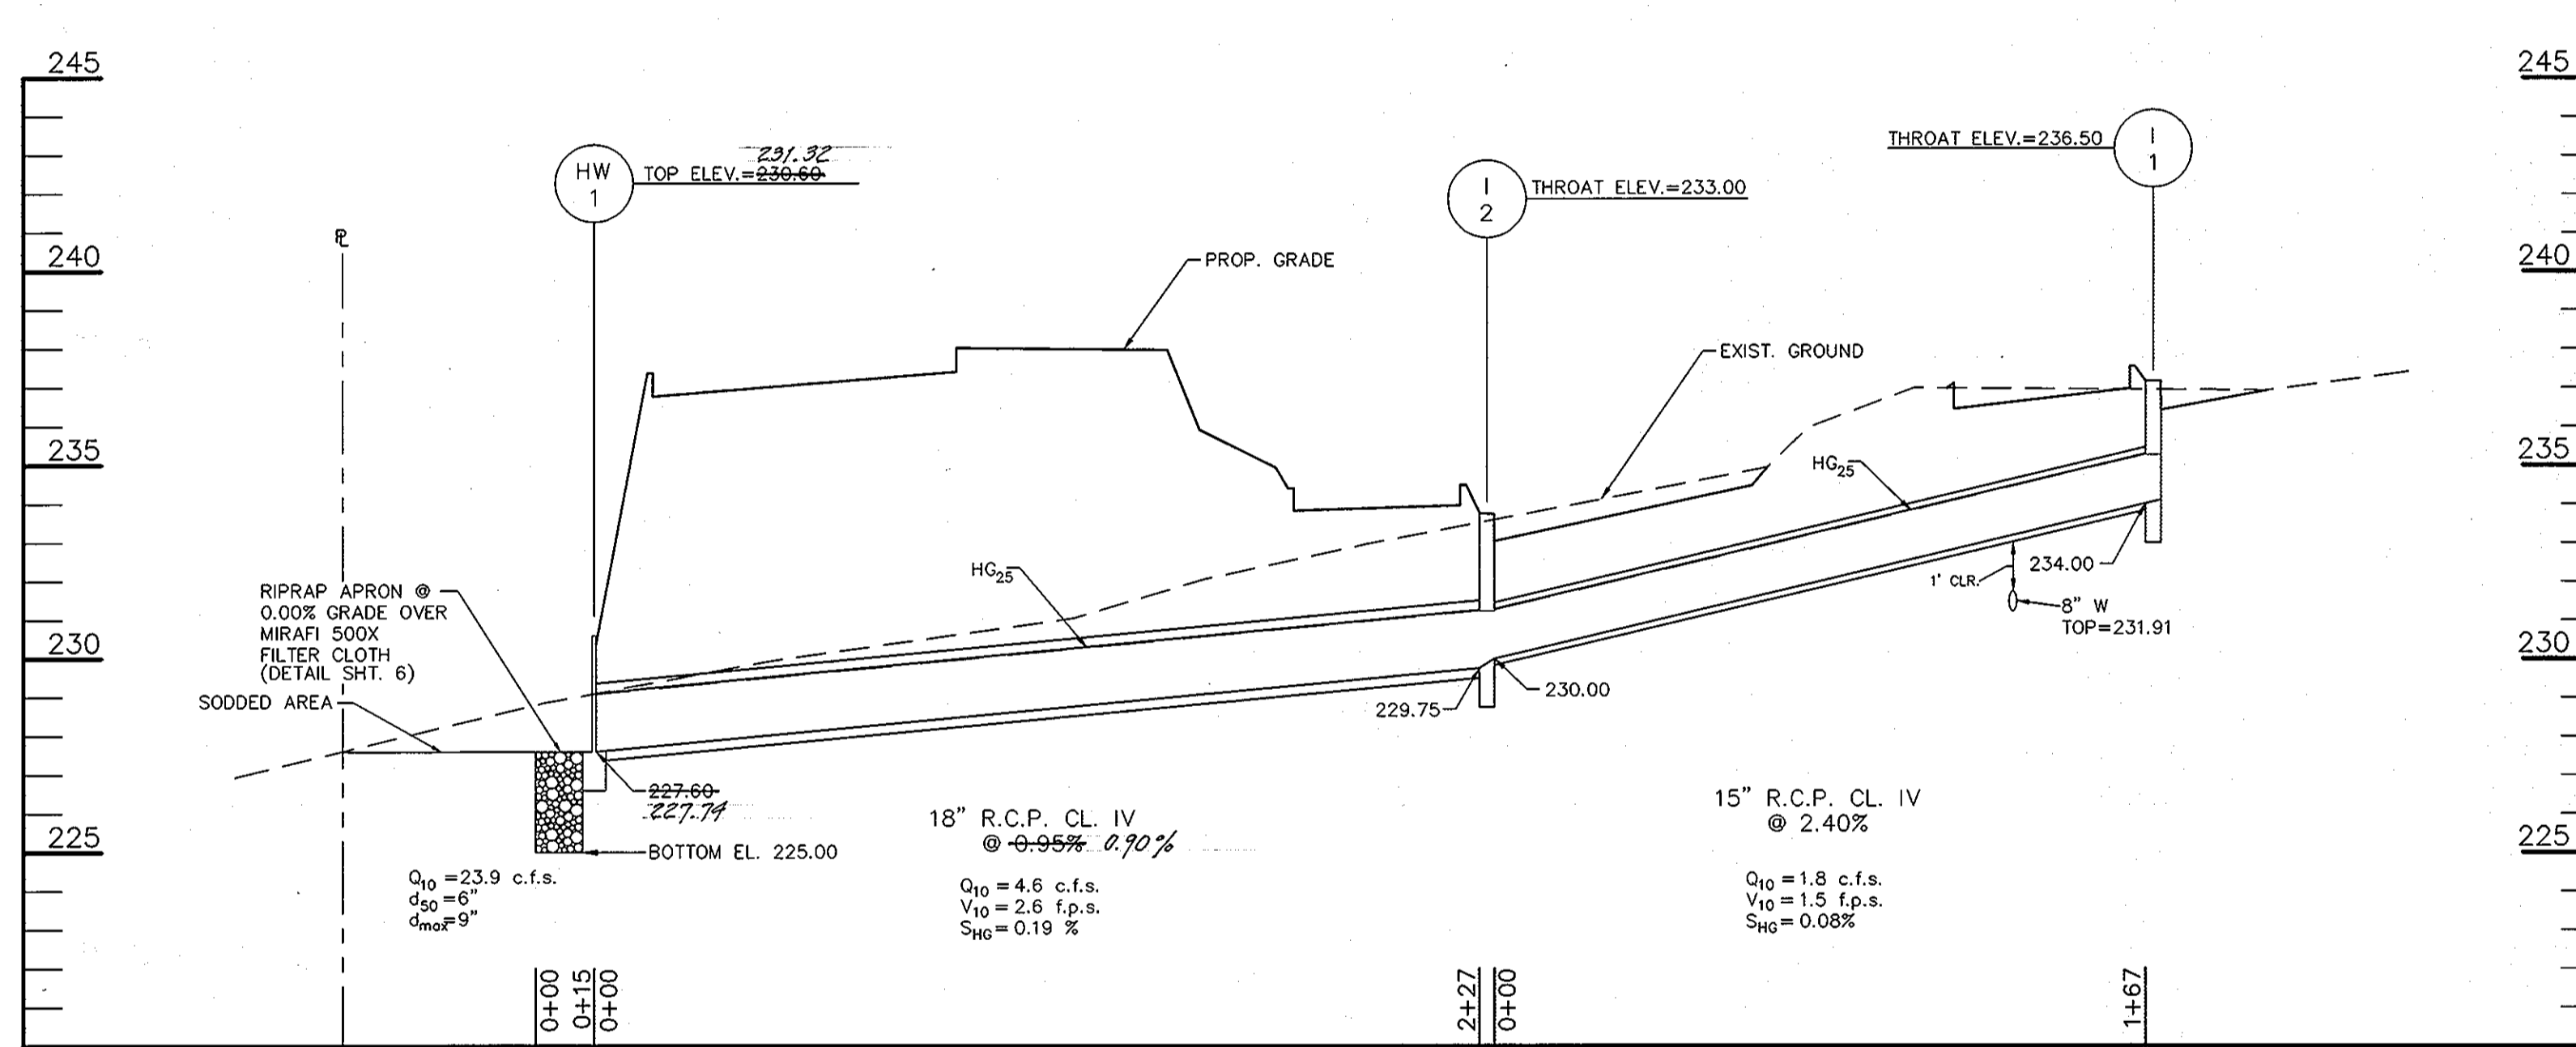 245
245
231.32
HW
1
TOP ELEV.=230.60
THROAT ELEV.=236.50
I
1
I
2
THROAT ELEV.=233.00
PL
240
240
PROP. GRADE
EXIST. GROUND
235
235
HG25
HG25
RIPRAP APRON @
0.00% GRADE OVER
MIRAFI 500X
FILTER CLOTH
(DETAIL SHT. 6)
SODDED AREA
1' CLR.
234.00
8" W
TOP=231.91
230
230
230.00
229.75
227.60
227.74
18" R.C.P. CL. IV
@ 0.95% 0.90%
15" R.C.P. CL. IV
@ 2.40%
225
225
BOTTOM EL. 225.00
Q10 =23.9 c.f.s.
d50 =6"
dmax=9"
Q10 = 4.6 c.f.s.
V10 = 2.6 f.p.s.
SHG= 0.19 %
Q10 = 1.8 c.f.s.
V10 = 1.5 f.p.s.
SHG= 0.08%
0+00
0+15
0+00
2+27
0+00
1+67